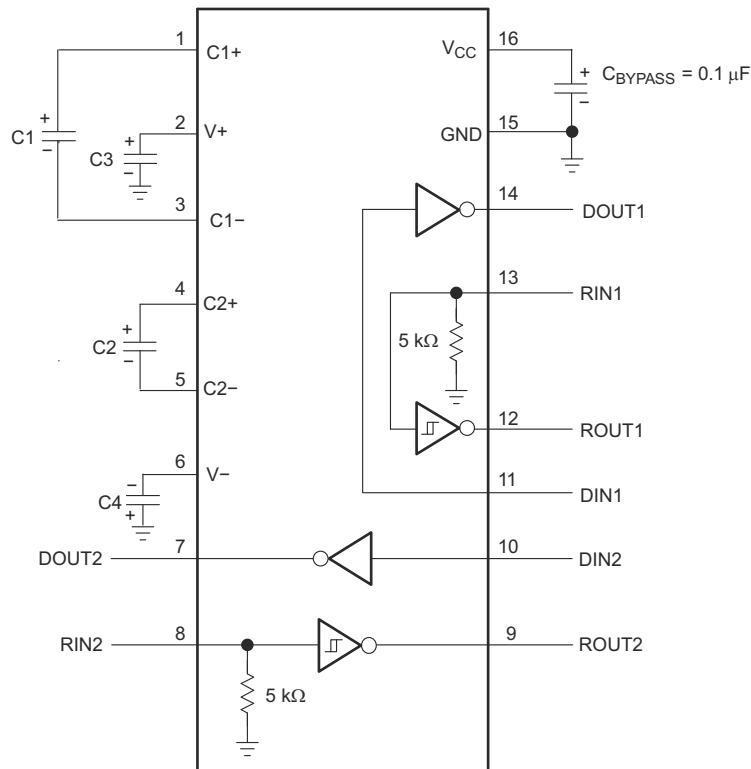 1 C1+ V_CC 16
+ C1 −
2 V+
+ C3 −
+ − C_BYPASS = 0.1 μF
GND 15
3 C1−
14 DOUT1
4 C2+
13 RIN1
+ C2 −
5 kΩ
5 C2−
12 ROUT1
6 V−
− C4 +
11 DIN1
DOUT2 7 10 DIN2
RIN2 8 9 ROUT2
5 kΩ